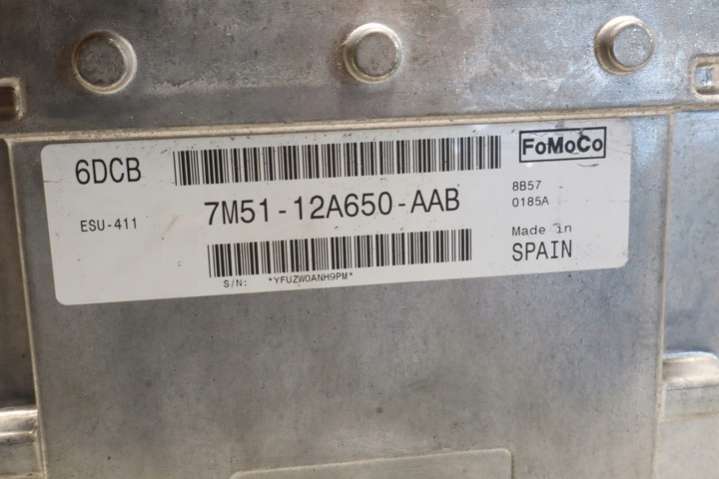 6DCB
FoMoCo
ESU-411
7M51-12A650-AAB
8B57
0185A
Made in
SPAIN
S/N: *YFUZW0ANH9PM*